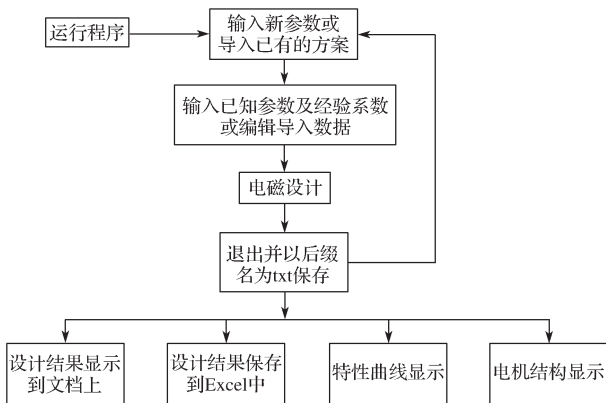 运行程序
输入新参数或
导入已有的方案
输入已知参数及经验系数
或编辑导入数据
电磁设计
退出并以后缀
名为txt保存
设计结果显示
到文档上
设计结果保存
到Excel中
特性曲线显示
电机结构显示